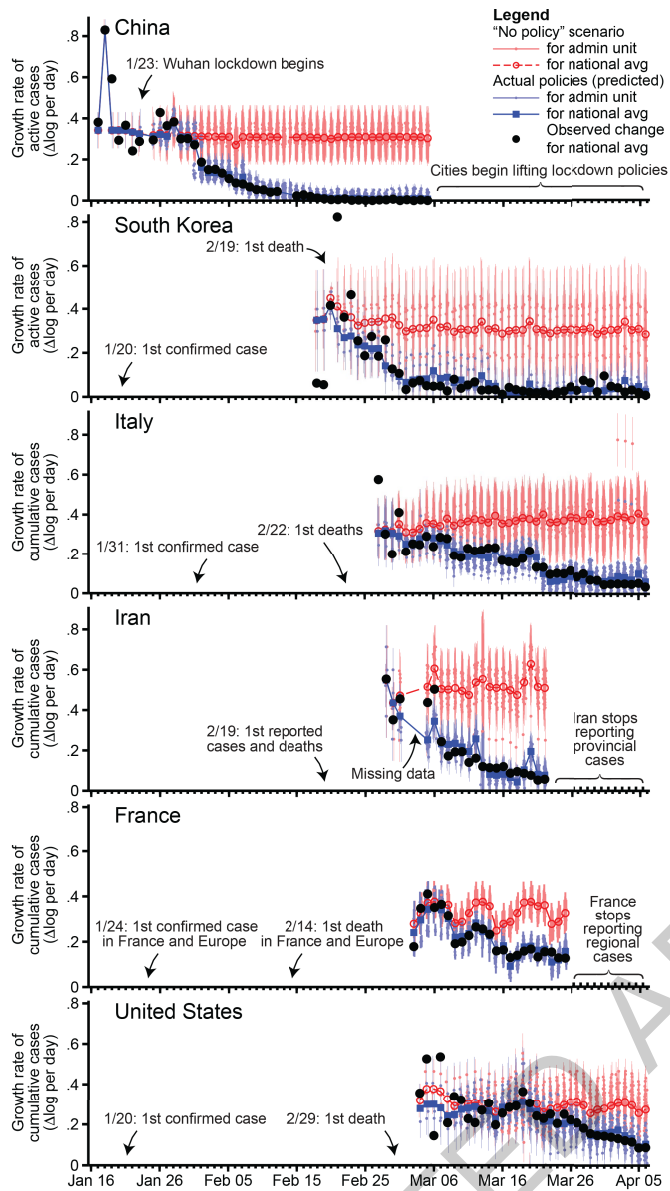 China
Legend
“No policy” scenario
for admin unit
for national avg
Actual policies (predicted)
for admin unit
for national avg
Observed change
for national avg
1/23: Wuhan lockdown begins
Cities begin lifting lockdown policies
Growth rate of
active cases
(Δlog per day)
.8
.6
.4
.2
0
South Korea
2/19: 1st death
1/20: 1st confirmed case
Growth rate of
active cases
(Δlog per day)
.8
.6
.4
.2
0
Italy
1/31: 1st confirmed case
2/22: 1st deaths
Growth rate of
cumulative cases
(Δlog per day)
.8
.6
.4
.2
0
Iran
2/19: 1st reported
cases and deaths
Missing data
Iran stops
reporting
provincial
cases
Growth rate of
cumulative cases
(Δlog per day)
.8
.6
.4
.2
0
France
1/24: 1st confirmed case
in France and Europe
2/14: 1st death
in France and Europe
France
stops
reporting
regional
cases
Growth rate of
cumulative cases
(Δlog per day)
.8
.6
.4
.2
0
United States
1/20: 1st confirmed case
2/29: 1st death
Growth rate of
cumulative cases
(Δlog per day)
.8
.6
.4
.2
0
Jan 16 Jan 26 Feb 05 Feb 15 Feb 25 Mar 06 Mar 16 Mar 26 Apr 05